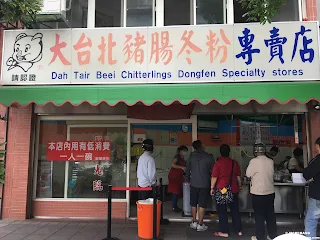 大台北豬腸冬粉專賣店
請認證
Dah Tair Beei Chitterlings Dongfen Specialty stores
本店內用有低消費
一人一碗